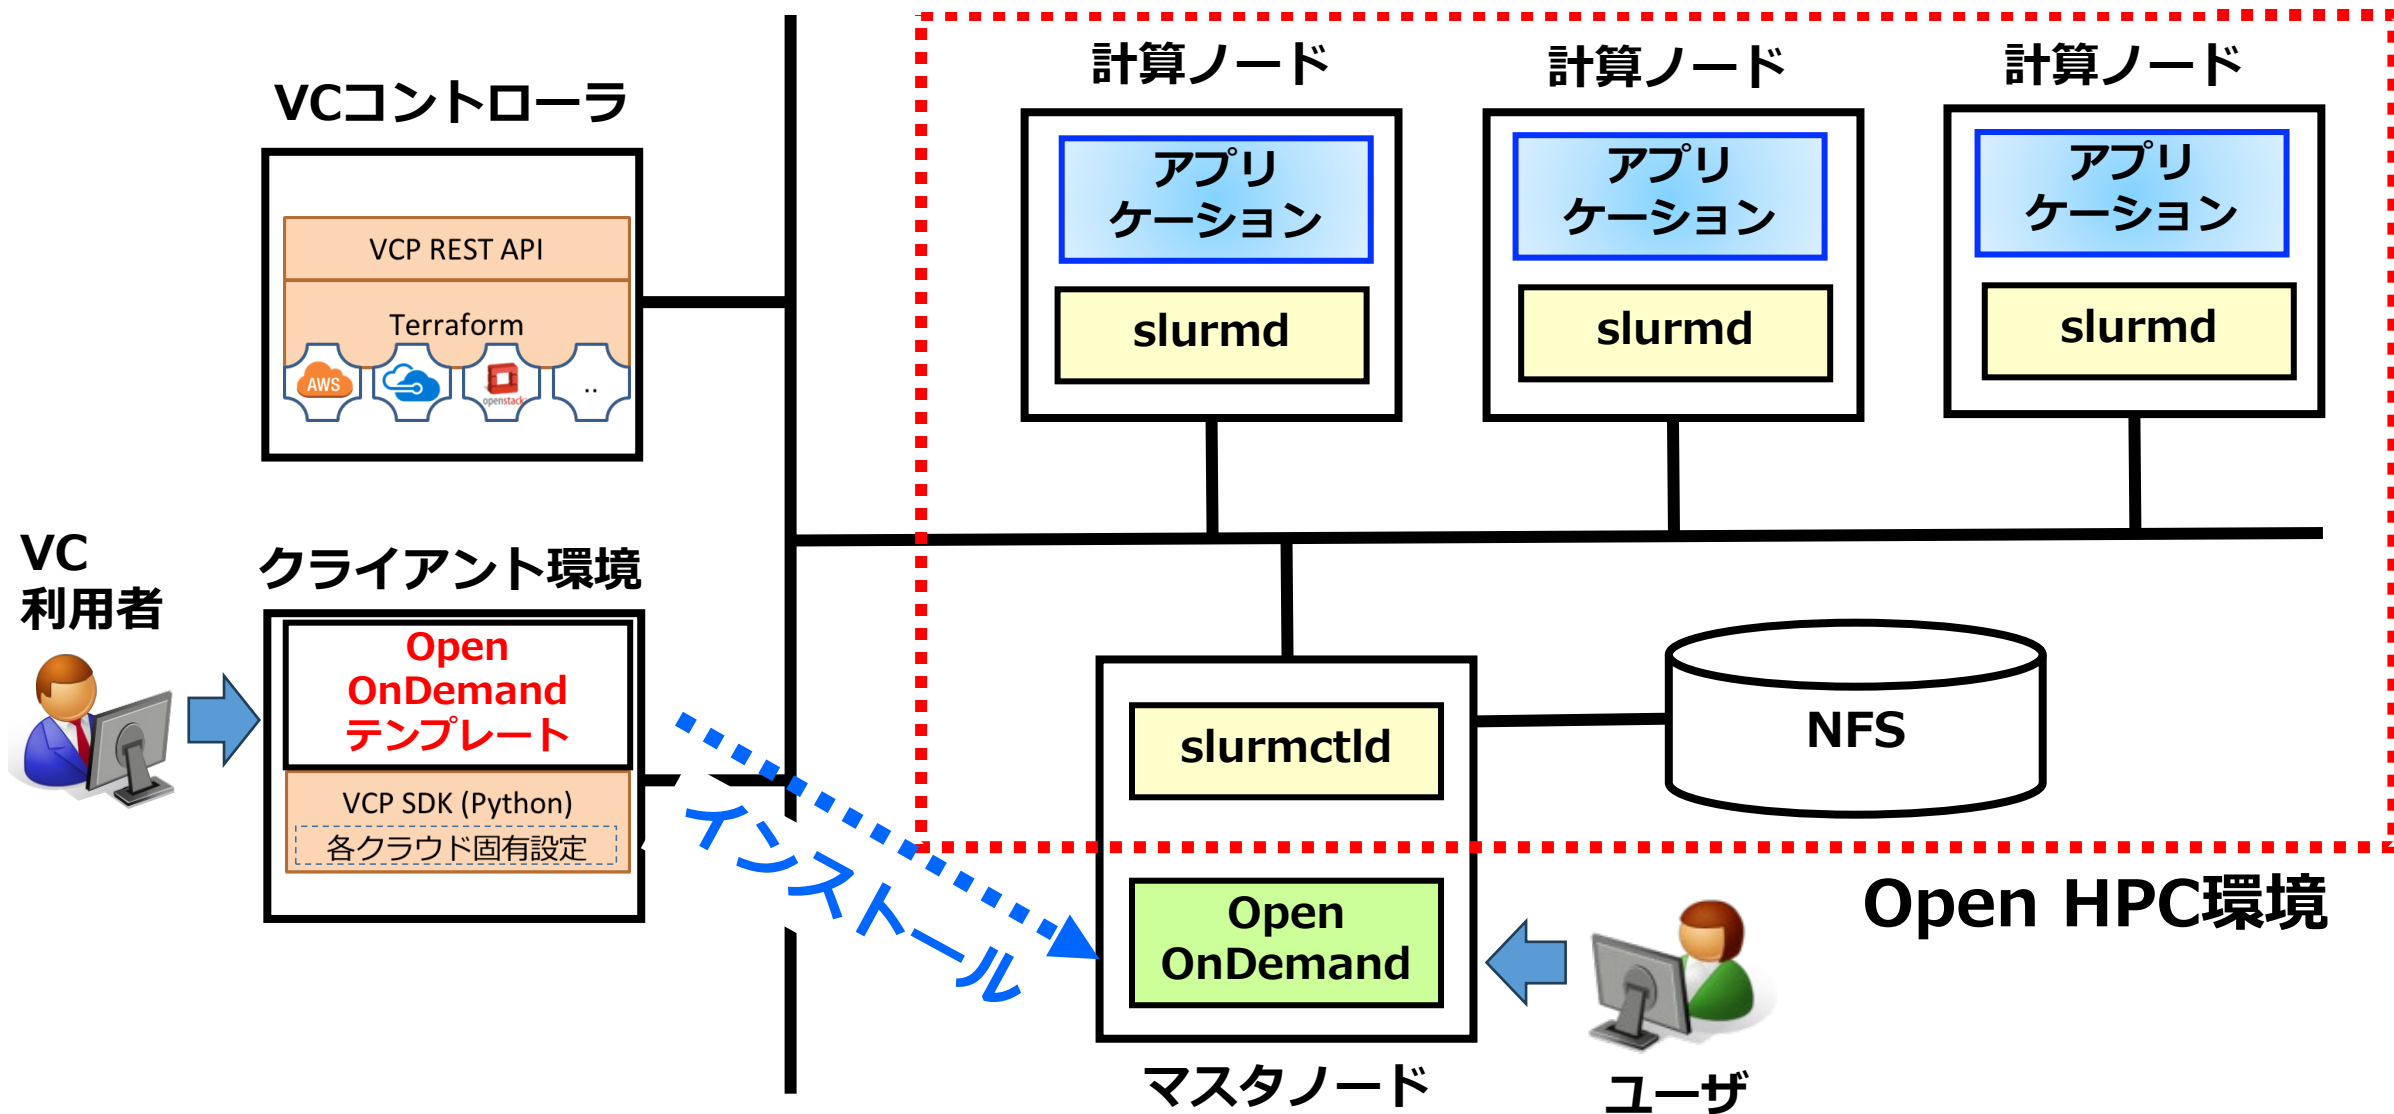 VCコントローラ
VCP REST API
Terraform
AWS
openstack
..
計算ノード
アプリ
ケーション
slurmd
計算ノード
アプリ
ケーション
slurmd
計算ノード
アプリ
ケーション
slurmd
VC
利用者
クライアント環境
Open
OnDemand
テンプレート
VCP SDK (Python)
各クラウド固有設定
インストール
slurmctld
NFS
Open
OnDemand
マスタノード
Open HPC環境
ユーザ